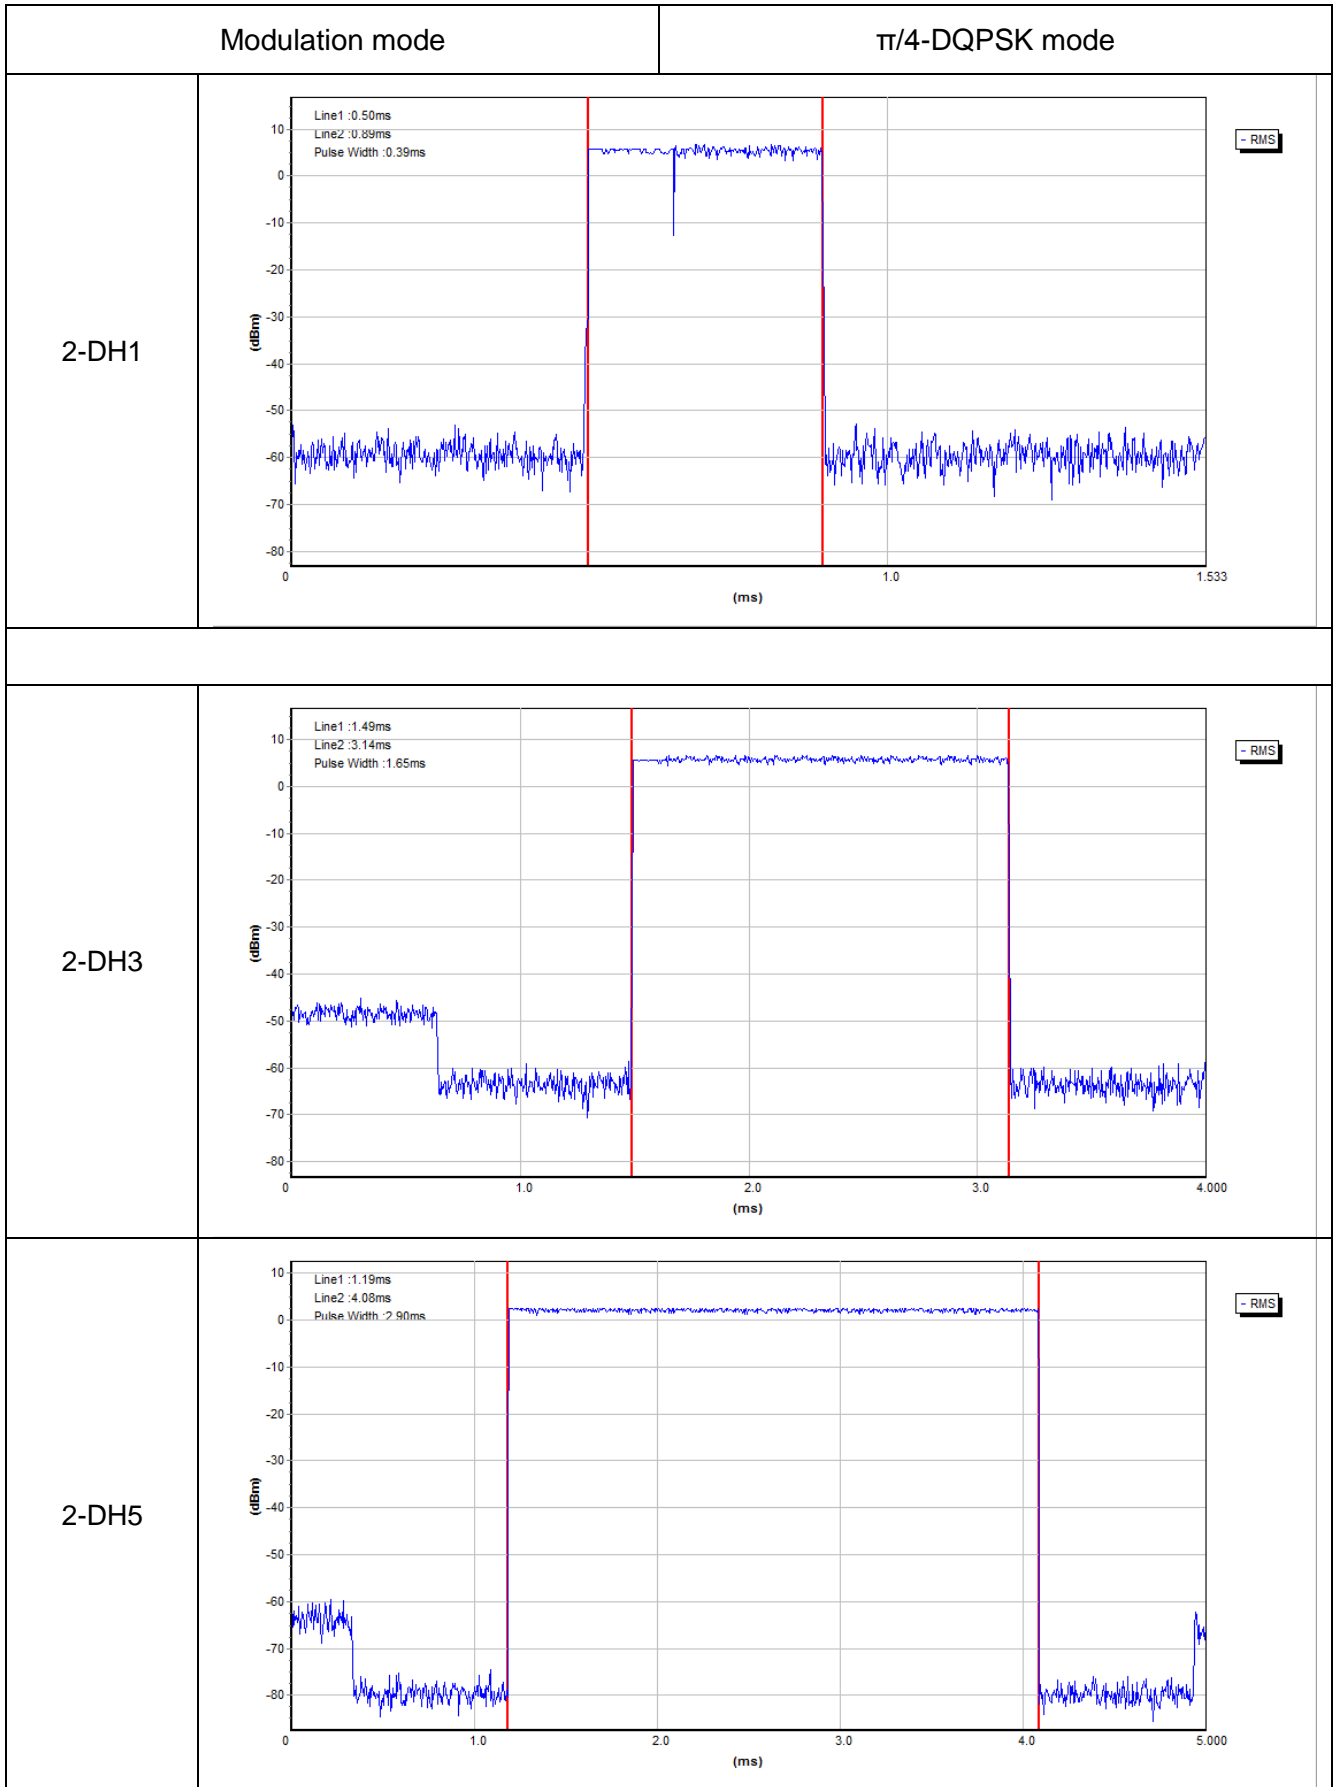 Modulation mode
π/4-DQPSK mode
2-DH1
Line1 :0.50ms
Line2 :0.89ms
Pulse Width :0.39ms
- RMS
10
0
-10
-20
-30
-40
-50
-60
-70
-80
(dBm)
0
1.0
1.533
(ms)
2-DH3
Line1 :1.49ms
Line2 :3.14ms
Pulse Width :1.65ms
- RMS
10
0
-10
-20
-30
-40
-50
-60
-70
-80
(dBm)
0
1.0
2.0
3.0
4.000
(ms)
2-DH5
Line1 :1.19ms
Line2 :4.08ms
Pulse Width :2.90ms
- RMS
10
0
-10
-20
-30
-40
-50
-60
-70
-80
(dBm)
0
1.0
2.0
3.0
4.0
5.000
(ms)